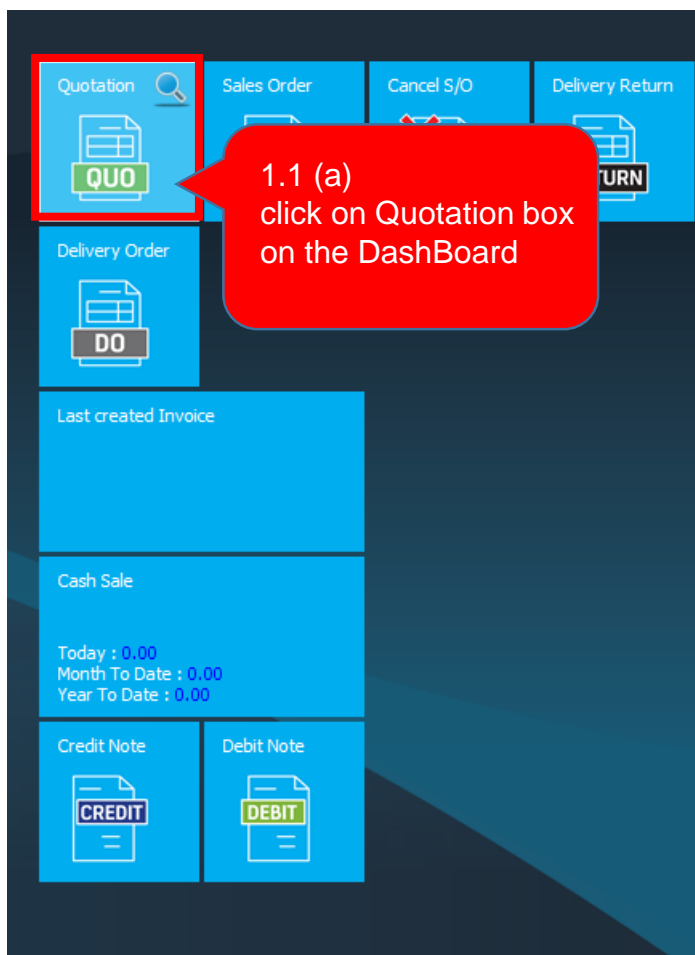 Quotation
Sales Order
Cancel S/O
Delivery Return
QUO
1.1 (a)
click on Quotation box
on the DashBoard
TURN
Delivery Order
DO
Last created Invoice
Cash Sale
Today : 0.00
Month To Date : 0.00
Year To Date : 0.00
Credit Note
Debit Note
CREDIT
DEBIT